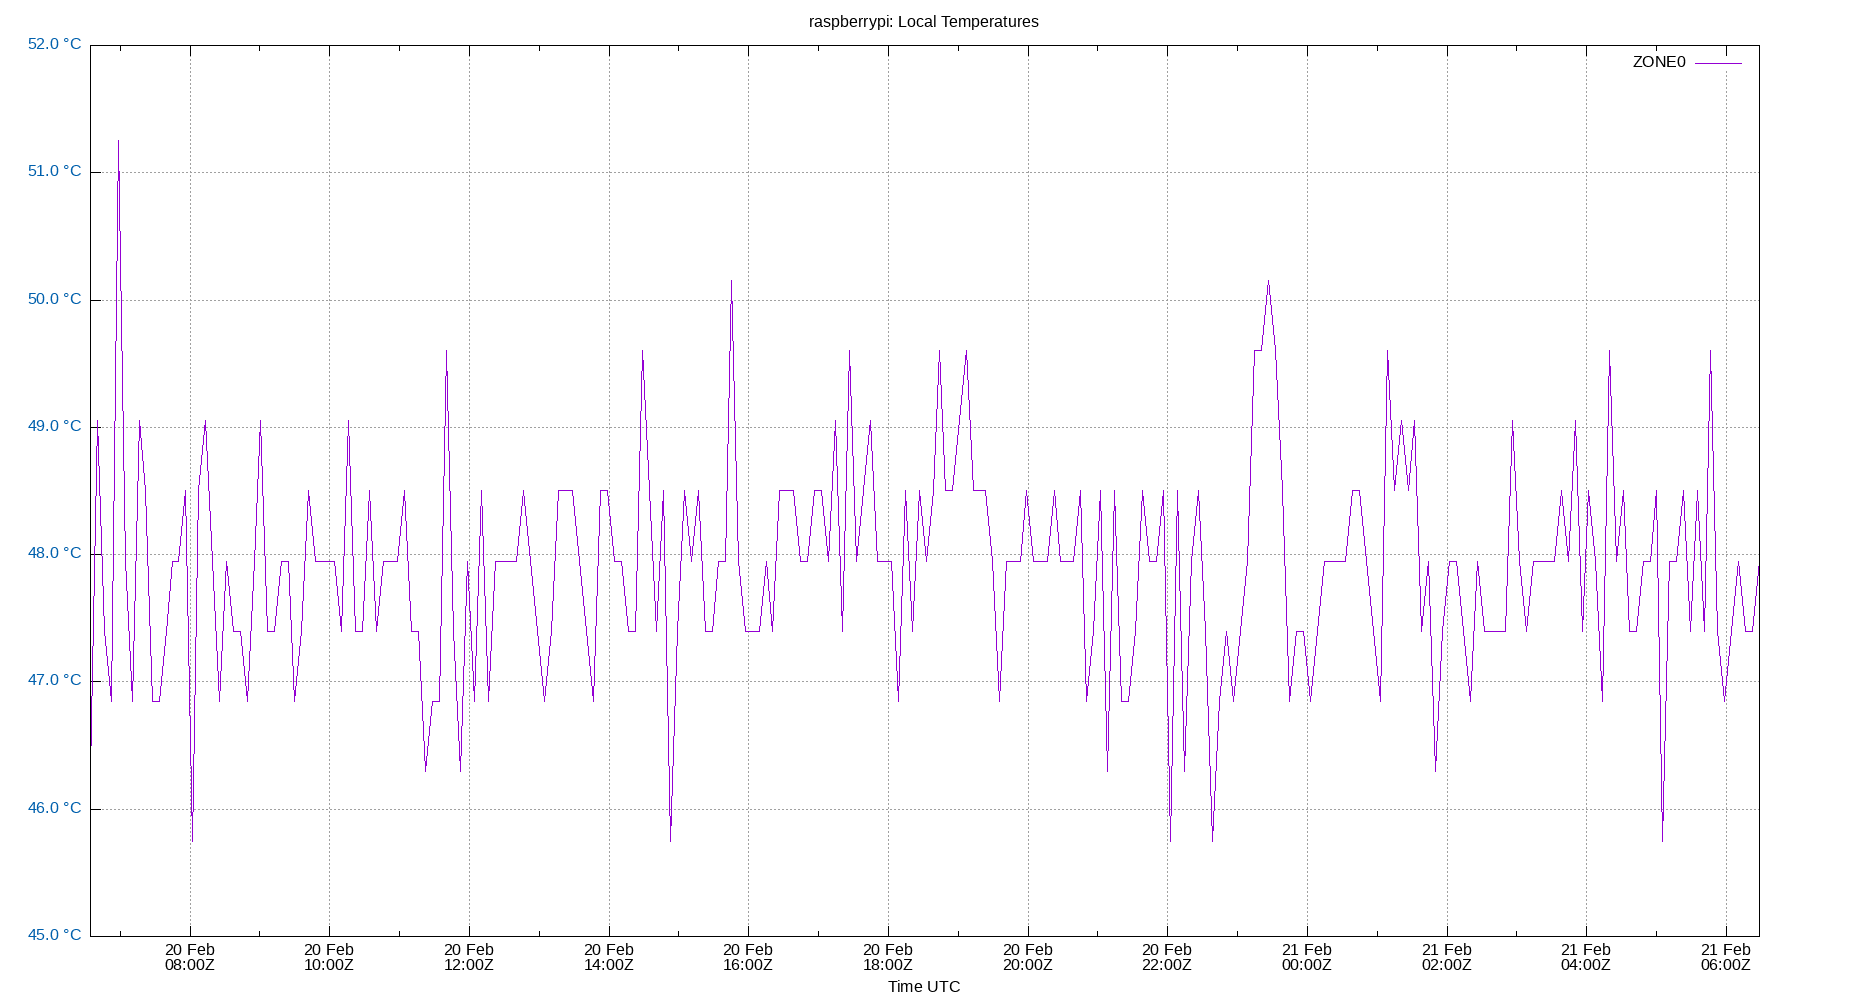 raspberrypi: Local Temperatures
52.0 °C
ZONE0
51.0 °C
50.0 °C
49.0 °C
48.0 °C
47.0 °C
46.0 °C
45.0 °C
20 Feb 20 Feb 20 Feb 20 Feb 20 Feb 20 Feb 20 Feb 20 Feb 21 Feb 21 Feb 21 Feb 21 Feb
08:00Z 10:00Z 12:00Z 14:00Z 16:00Z 18:00Z 20:00Z 22:00Z 00:00Z 02:00Z 04:00Z 06:00Z
Time UTC